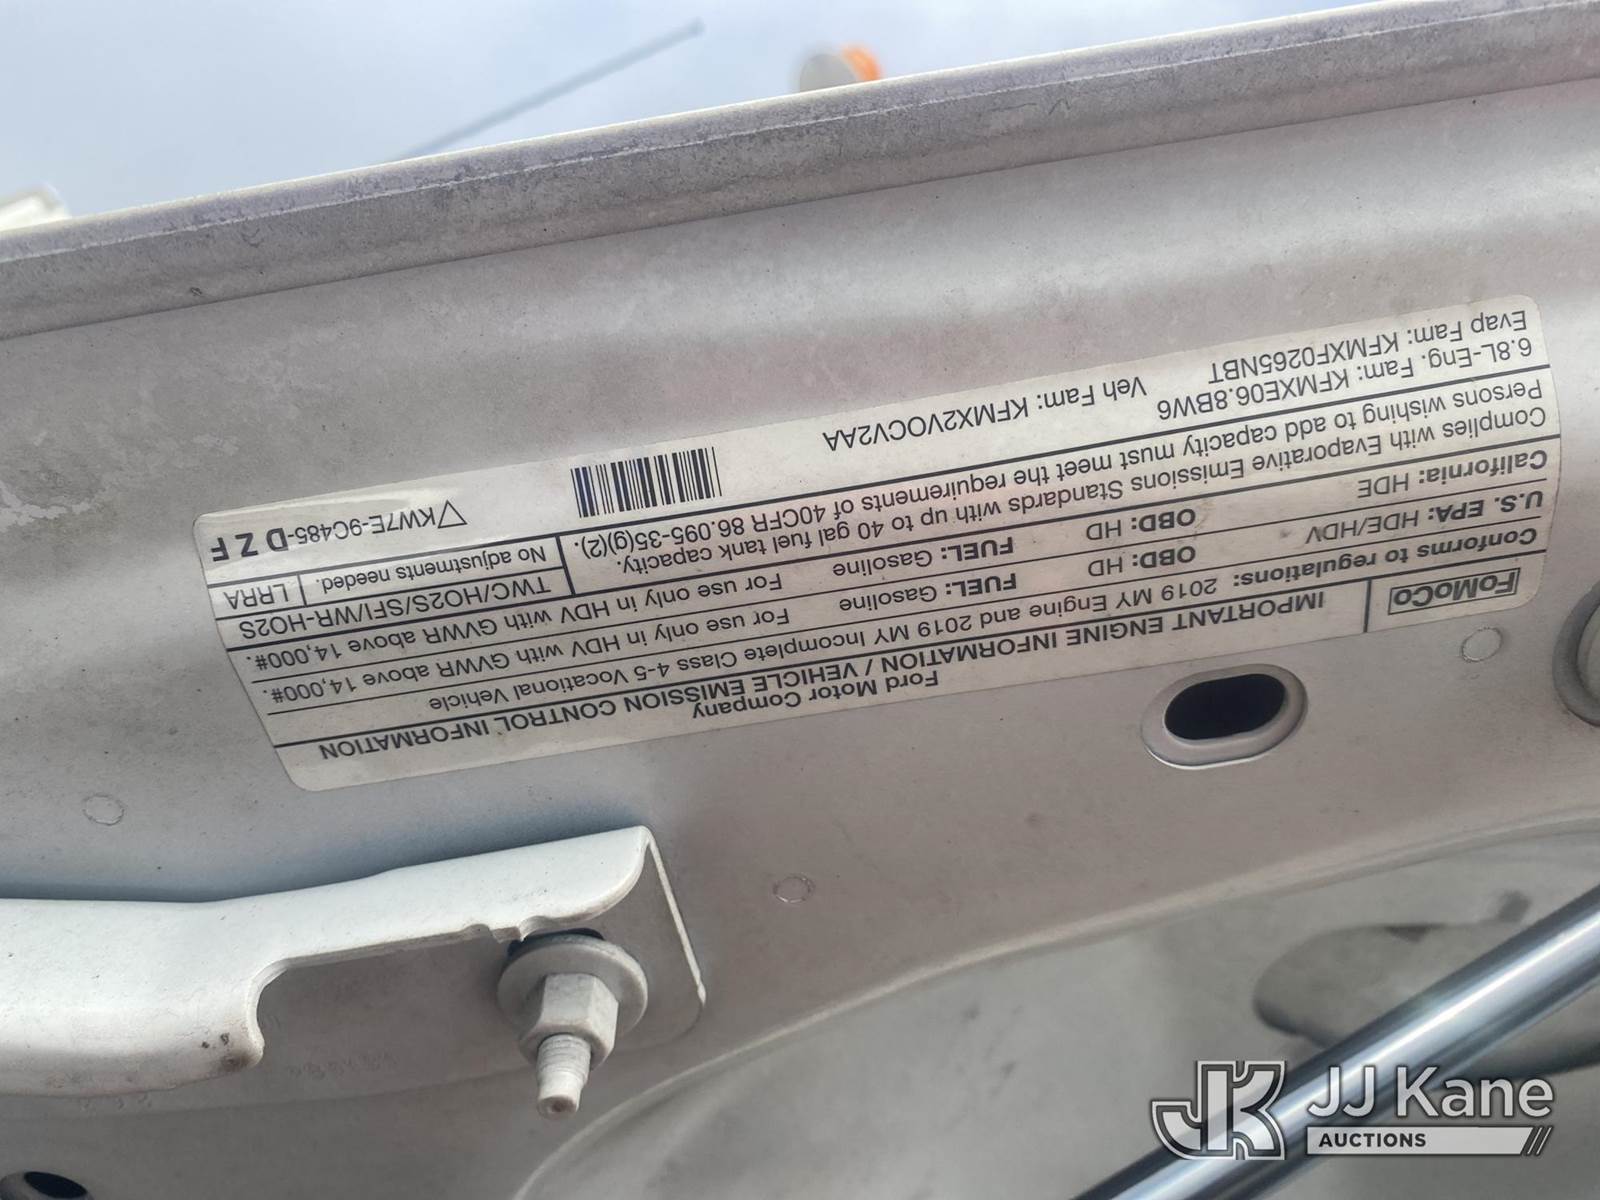 FoMoCo
IMPORTANT ENGINE INFORMATION / VEHICLE EMISSION CONTROL INFORMATION
Ford Motor Company
Conforms to regulations: 2019 MY Engine and 2019 MY Incomplete Class 4-5 Vocational Vehicle
U.S. EPA: HDE/HDV OBD: HD FUEL: Gasoline For use only in HDV with GVWR above 14,000#.
California: HDE OBD: HD FUEL: Gasoline For use only in HDV with GVWR above 14,000#.
Complies with Evaporative Emissions Standards with up to 40 gal fuel tank capacity.
Persons wishing to add capacity must meet the requirements of 40CFR 86.095-35(g)(2).
TWC/HO2S/SFI/WR-HO2S
No adjustments needed. LRRA
6.8L-Eng. Fam: KFMXE06.8BW6 Veh Fam: KFMX2VOCV2AA
Evap Fam: KFMXF0265NBT
KW7E-9C485-DZF
JK JJ Kane
AUCTIONS